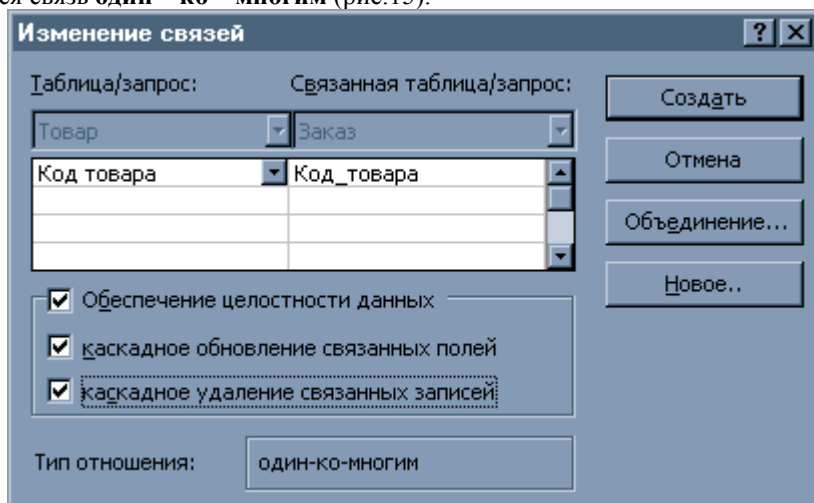 ся связь один – ко – многим (рис.15).
Изменение связей
Таблица/запрос: Связанная таблица/запрос:
Создать
Товар Заказ
Отмена
Код товара Код_товара
Объединение...
Новое..
Обеспечение целостности данных
каскадное обновление связанных полей
каскадное удаление связанных записей
Тип отношения: один-ко-многим